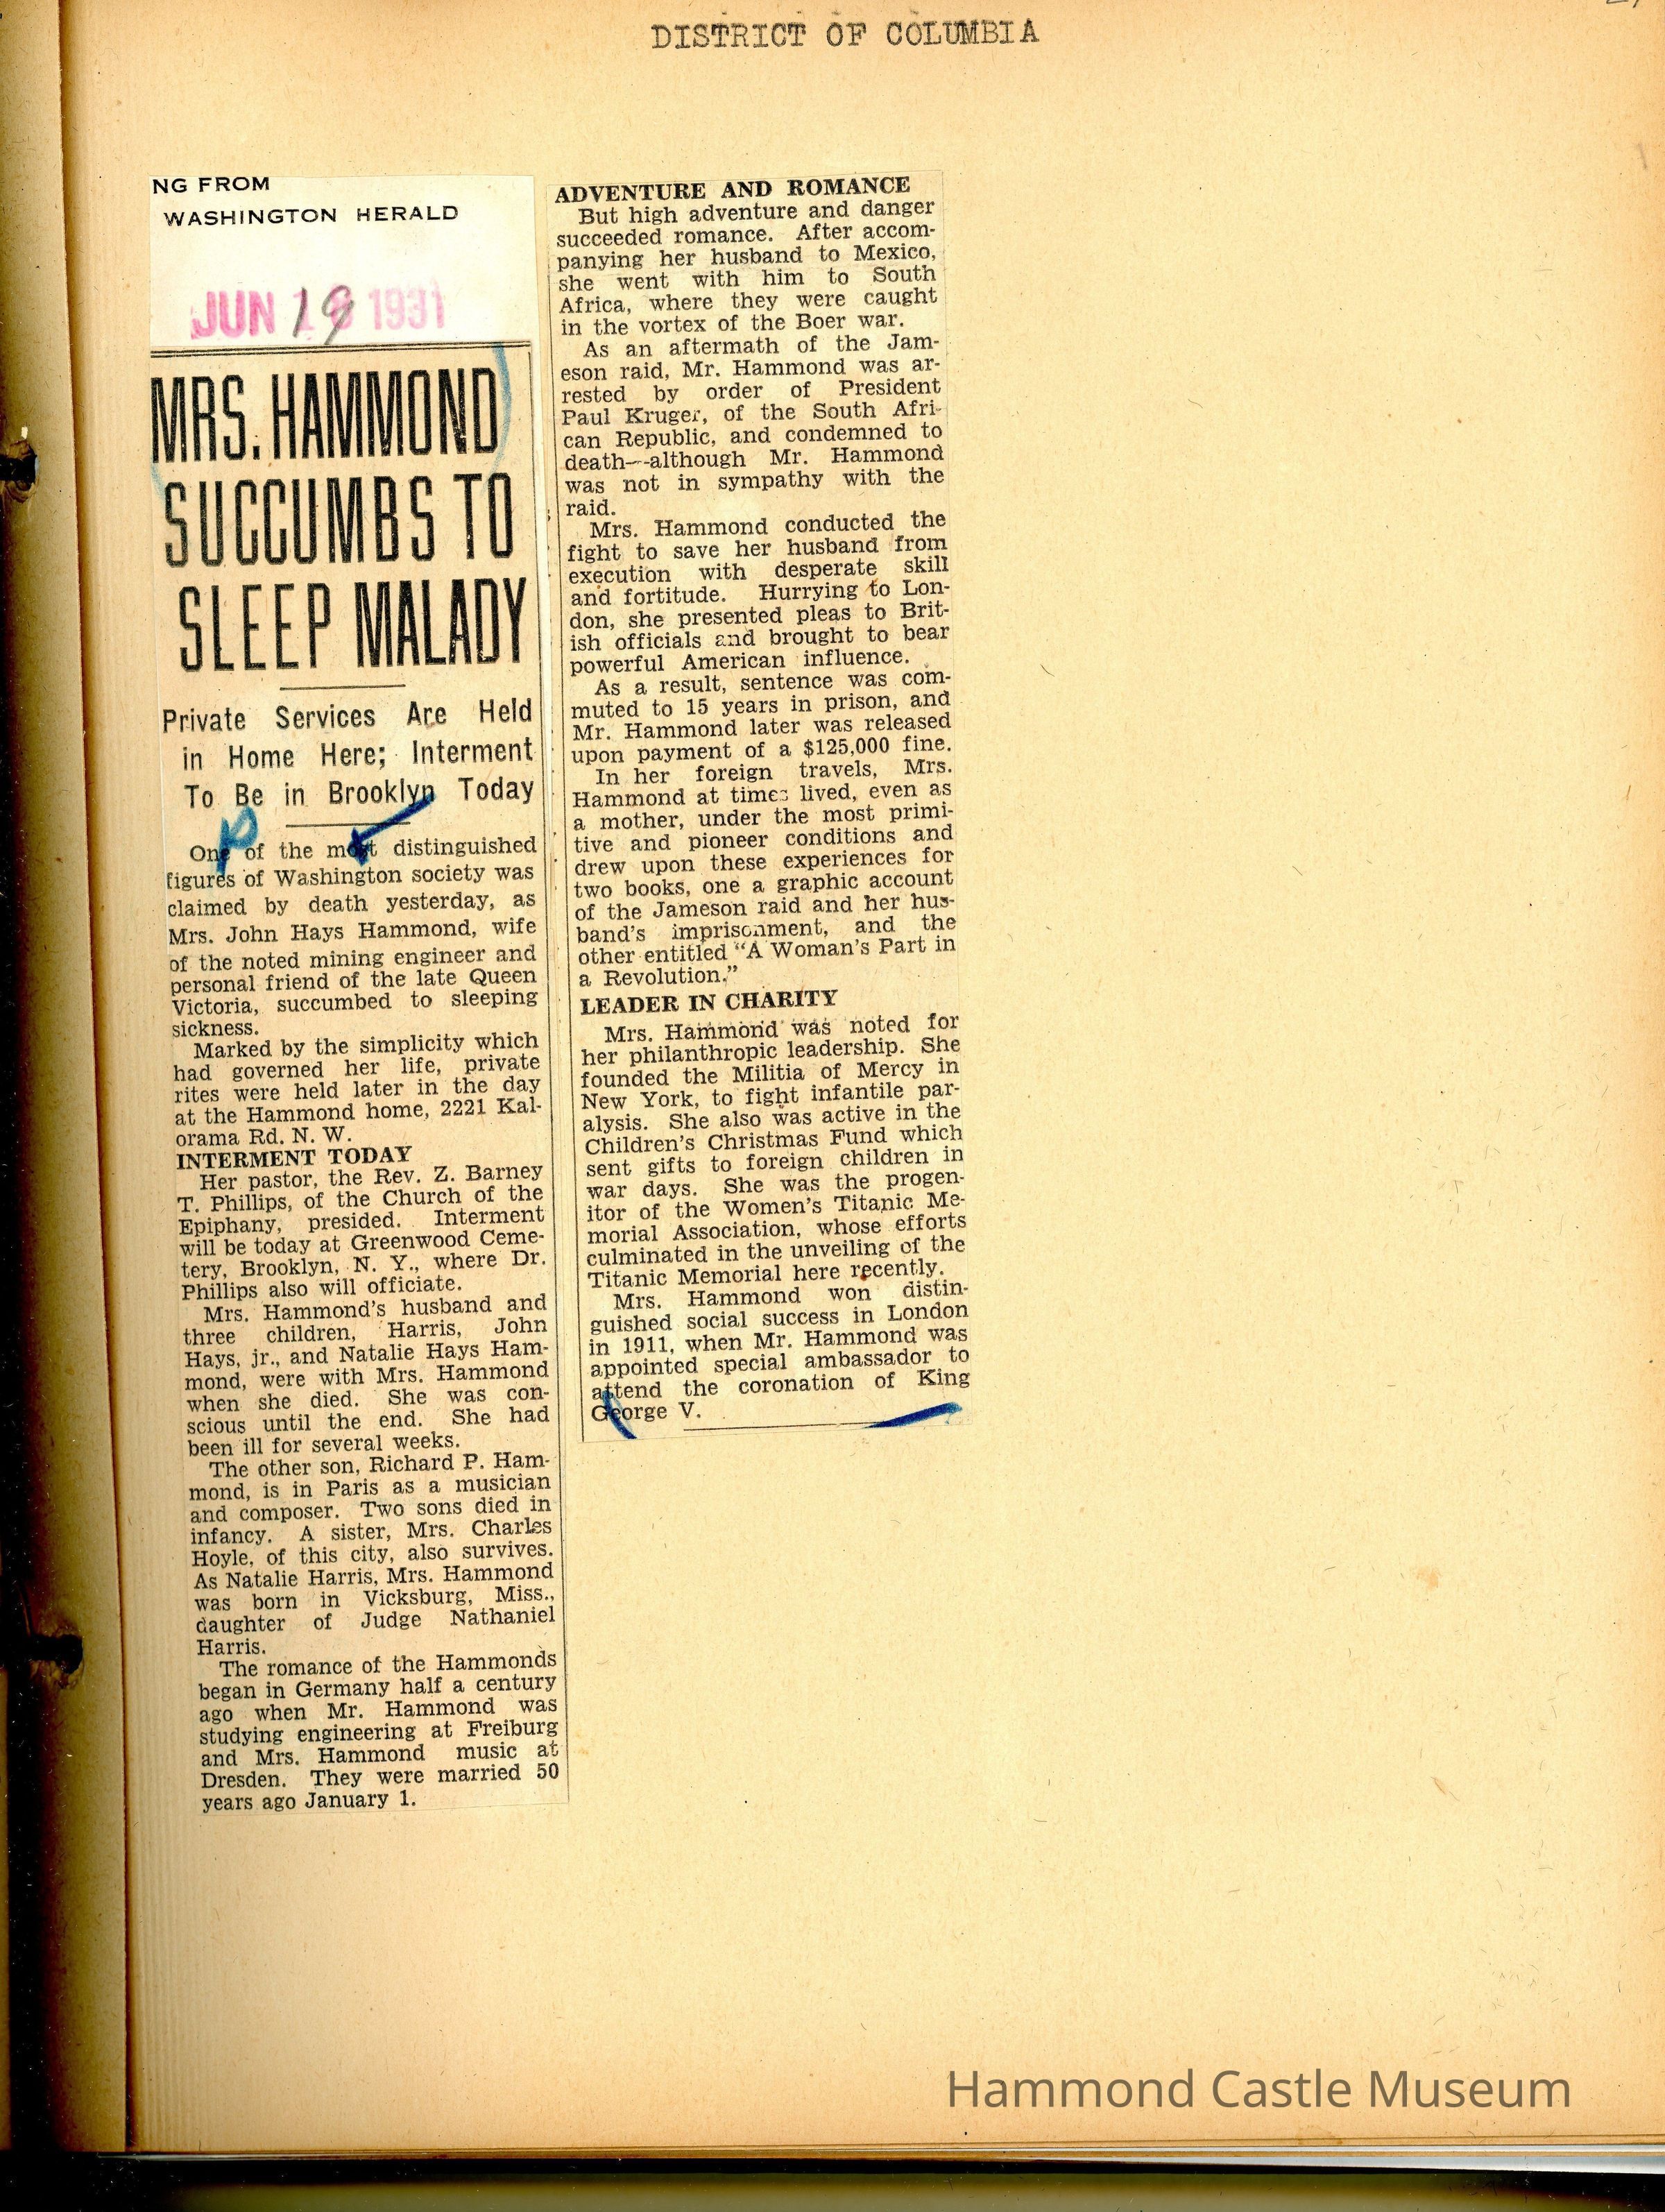 DISTRICT OF COLUMBIA
NG FROM
WASHINGTON HERALD
JUN 19 1931
MRS. HAMMOND
SUCCUMBS TO
SLEEP MALADY
Private Services Are Held
in Home Here; Interment
To Be in Brooklyn Today
One of the most distinguished
figures of Washington society was
claimed by death yesterday, as
Mrs. John Hays Hammond, wife
of the noted mining engineer and
personal friend of the late Queen
Victoria, succumbed to sleeping
sickness.
Marked by the simplicity which
had governed her life, private
rites were held later in the day
at the Hammond home, 2221 Kal-
orama Rd. N. W.
INTERMENT TODAY
Her pastor, the Rev. Z. Barney
T. Phillips, of the Church of the
Epiphany, presided. Interment
will be today at Greenwood Ceme-
tery, Brooklyn, N. Y., where Dr.
Phillips also will officiate.
Mrs. Hammond's husband and
three children, Harris, John
Hays, jr., and Natalie Hays Ham-
mond, were with Mrs. Hammond
when she died. She was con-
scious until the end. She had
been ill for several weeks.
The other son, Richard P. Ham-
mond, is in Paris as a musician
and composer. Two sons died in
infancy. A sister, Mrs. Charles
Hoyle, of this city, also survives.
As Natalie Harris, Mrs. Hammond
was born in Vicksburg, Miss.,
daughter of Judge Nathaniel
Harris.
The romance of the Hammonds
began in Germany half a century
ago when Mr. Hammond was
studying engineering at Freiburg
and Mrs. Hammond music at
Dresden. They were married 50
years ago January 1.
ADVENTURE AND ROMANCE
But high adventure and danger
succeeded romance. After accom-
panying her husband to Mexico,
she went with him to South
Africa, where they were caught
in the vortex of the Boer war.
As an aftermath of the Jam-
eson raid, Mr. Hammond was ar-
rested by order of President
Paul Kruger, of the South Afri-
can Republic, and condemned to
death--although Mr. Hammond
was not in sympathy with the
raid.
Mrs. Hammond conducted the
fight to save her husband from
execution with desperate skill
and fortitude. Hurrying to Lon-
don, she presented pleas to Brit-
ish officials and brought to bear
powerful American influence.
As a result, sentence was com-
muted to 15 years in prison, and
Mr. Hammond later was released
upon payment of a $125,000 fine.
In her foreign travels, Mrs.
Hammond at times lived, even as
a mother, under the most primi-
tive and pioneer conditions and
drew upon these experiences for
two books, one a graphic account
of the Jameson raid and her hus-
band's imprisonment, and the
other entitled "A Woman's Part in
a Revolution."
LEADER IN CHARITY
Mrs. Hammond was noted for
her philanthropic leadership. She
founded the Militia of Mercy in
New York, to fight infantile par-
alysis. She also was active in the
Children's Christmas Fund which
sent gifts to foreign children in
war days. She was the progen-
itor of the Women's Titanic Me-
morial Association, whose efforts
culminated in the unveiling of the
Titanic Memorial here recently.
Mrs. Hammond won distin-
guished social success in London
in 1911, when Mr. Hammond was
appointed special ambassador to
attend the coronation of King
George V.
Hammond Castle Museum